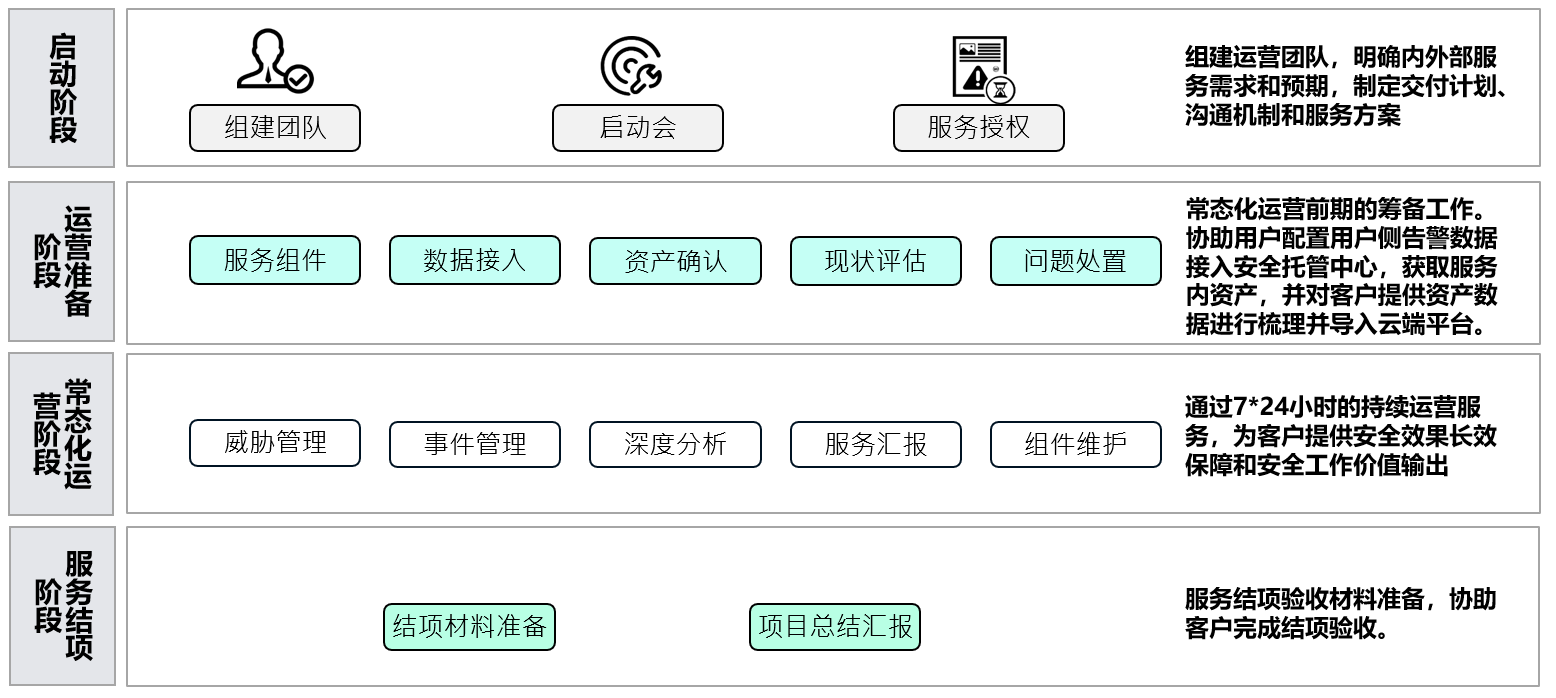 启动阶段
组建团队
启动会
服务授权
组建运营团队，明确内外部服
务需求和预期，制定交付计划、
沟通机制和服务方案
运营准备
阶段
服务组件
数据接入
资产确认
现状评估
问题处置
常态化运营前期的筹备工作。
协助用户配置用户侧告警数据
接入安全托管中心，获取服务
内资产，并对客户提供资产数
据进行梳理并导入云端平台。
常态化运
营阶段
威胁管理
事件管理
深度分析
服务汇报
组件维护
通过7*24小时的持续运营服
务，为客户提供安全效果长效
保障和安全工作价值输出
服务结项
阶段
结项材料准备
项目总结汇报
服务结项验收材料准备，协助
客户完成结项验收。